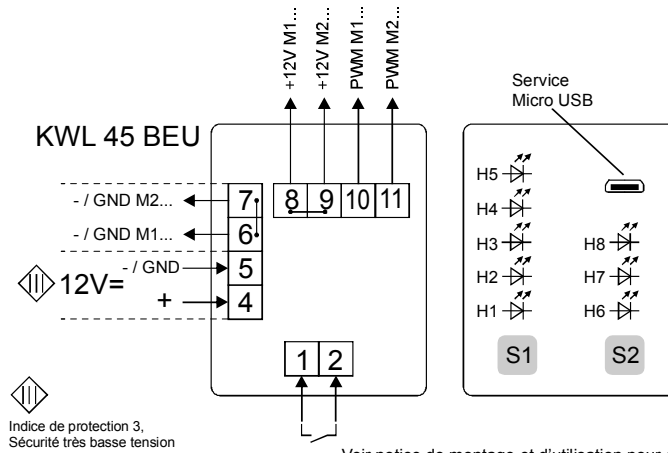 +12V M1...
+12V M2...
PWM M1...
PWM M2...
Service
Micro USB
KWL 45 BEU
- / GND M2...
7
8
9
10
11
- / GND M1...
6
- / GND
5
12V=
+
4
1
2
H5
H4
H3
H8
H2
H7
H1
H6
S1
S2
Indice de protection 3,
Sécurité très basse tension
Voir notice de montage et d'utilisation pour